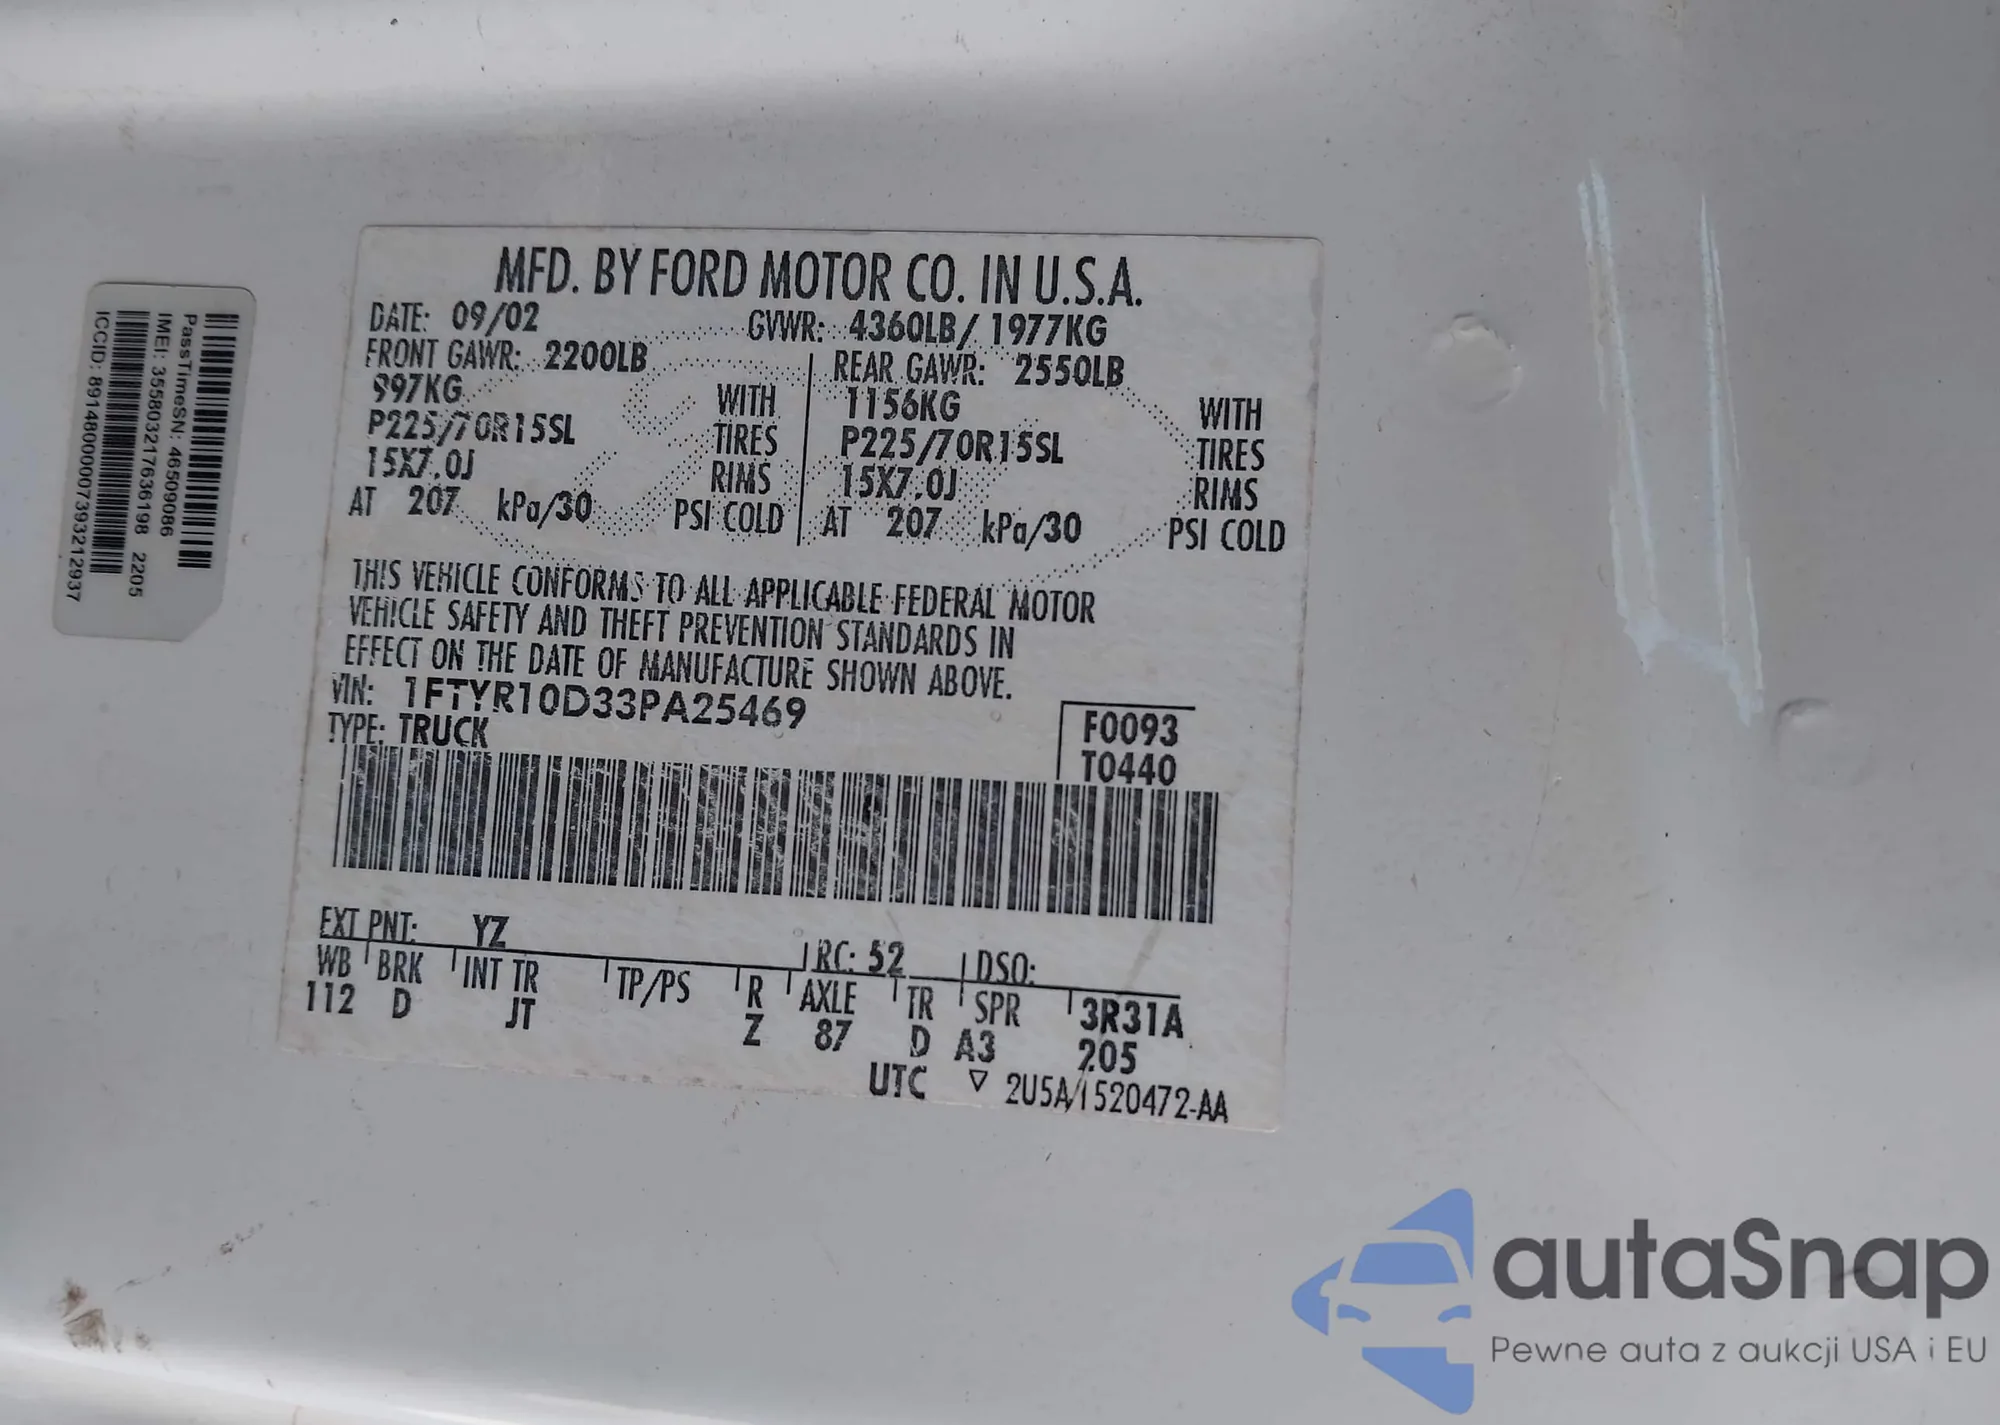 PassTimeSN: 46509086
IMEI: 355803217636198 2205
ICCID: 89148000007393212937
MFD. BY FORD MOTOR CO. IN U.S.A.
DATE: 09/02 GVWR: 4360LB/ 1977KG
FRONT GAWR: 2200LB REAR GAWR: 2550LB
997KG WITH 1156KG WITH
P225/70R15SL TIRES P225/70R15SL TIRES
15X7.0J RIMS 15X7.0J RIMS
AT 207 kPa/30 PSI COLD AT 207 kPa/30 PSI COLD
THIS VEHICLE CONFORMS TO ALL APPLICABLE FEDERAL MOTOR
VEHICLE SAFETY AND THEFT PREVENTION STANDARDS IN
EFFECT ON THE DATE OF MANUFACTURE SHOWN ABOVE.
VIN: 1FTYR10D33PA25469
TYPE: TRUCK
F0093
T0440
EXT PNT: YZ RC: 52 DSO:
WB BRK INT TR TP/PS R AXLE TR SPR 3R31A
112 D JT Z 87 D A3 205
UTC ▽ 2U5A/1520472-AA
autaSnap
Pewne auta z aukcji USA i EU